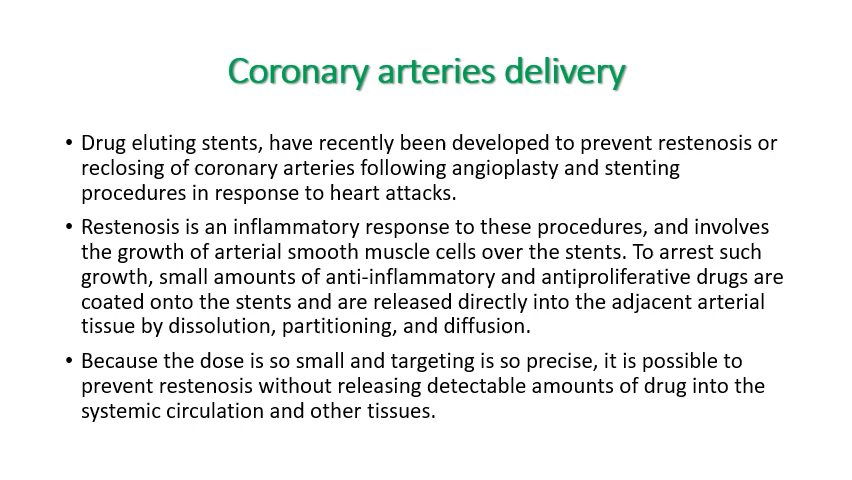 Coronary arteries delivery
• Drug eluting stents, have recently been developed to prevent restenosis or
reclosing of coronary arteries following angioplasty and stenting
procedures in response to heart attacks.
• Restenosis is an inflammatory response to these procedures, and involves
the growth of arterial smooth muscle cells over the stents. To arrest such
growth, small amounts of anti-inflammatory and antiproliferative drugs are
coated onto the stents and are released directly into the adjacent arterial
tissue by dissolution, partitioning, and diffusion.
• Because the dose is so small and targeting is so precise, it is possible to
prevent restenosis without releasing detectable amounts of drug into the
systemic circulation and other tissues.